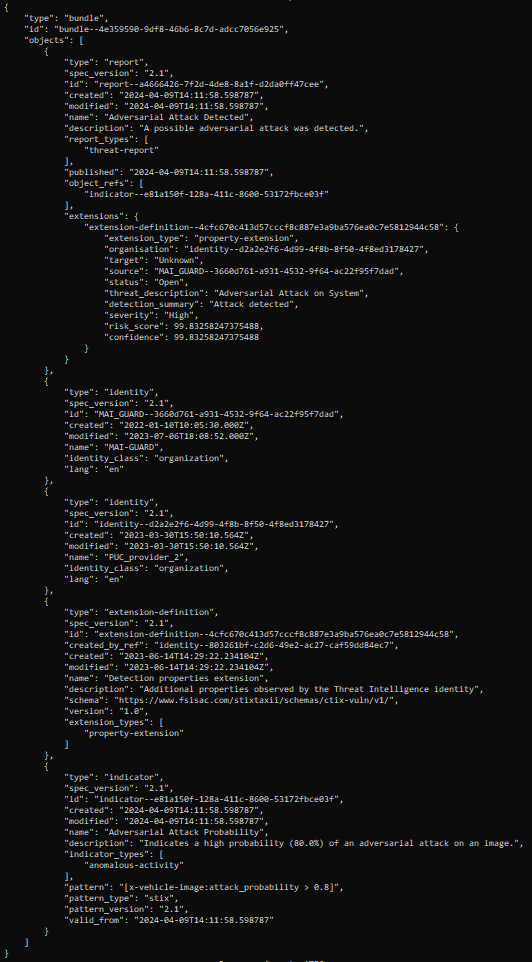 {
"type": "bundle",
"id": "bundle--4e359590-9df8-46b6-8c7d-adcc7056e925",
"objects": [
{
"type": "report",
"spec_version": "2.1",
"id": "report--a4666426-7f2d-4de8-8a1f-d2da0ff47cee",
"created": "2024-04-09T14:11:58.598787",
"modified": "2024-04-09T14:11:58.598787",
"name": "Adversarial Attack Detected",
"description": "A possible adversarial attack was detected.",
"report_types": [
"threat-report"
],
"published": "2024-04-09T14:11:58.598787",
"object_refs": [
"indicator--e81a150f-128a-411c-8600-53172fbce03f"
],
"extensions": {
"extension-definition--4cfc670c413d57cccf8c887e3a9ba576ea0c7e5812944c58": {
"extension_type": "property-extension",
"organisation": "identity--d2a2e2f6-4d99-4f8b-8f50-4f8ed3178427",
"target": "Unknown",
"source": "MAI_GUARD--3660d761-a931-4532-9f64-ac22f95f7dad",
"status": "Open",
"threat_description": "Adversarial Attack on System",
"detection_summary": "Attack detected",
"severity": "High",
"risk_score": 99.83258247375488,
"confidence": 99.83258247375488
}
}
},
{
"type": "identity",
"spec_version": "2.1",
"id": "MAI_GUARD--3660d761-a931-4532-9f64-ac22f95f7dad",
"created": "2022-01-10T10:05:30.000Z",
"modified": "2023-07-06T18:08:52.000Z",
"name": "MAI-GUARD",
"identity_class": "organization",
"lang": "en"
},
{
"type": "identity",
"spec_version": "2.1",
"id": "identity--d2a2e2f6-4d99-4f8b-8f50-4f8ed3178427",
"created": "2023-03-30T15:50:10.564Z",
"modified": "2023-03-30T15:50:10.564Z",
"name": "PUC_provider_2",
"identity_class": "organization",
"lang": "en"
},
{
"type": "extension-definition",
"spec_version": "2.1",
"id": "extension-definition--4cfc670c413d57cccf8c887e3a9ba576ea0c7e5812944c58",
"created_by_ref": "identity--803261bf-c2d6-49e2-ac27-caf59dd84ec7",
"created": "2023-06-14T14:29:22.234104Z",
"modified": "2023-06-14T14:29:22.234104Z",
"name": "Detection properties extension",
"description": "Additional properties observed by the Threat Intelligence identity",
"schema": "https://www.fsisac.com/stixtaxii/schemas/ctix-vuln/v1/",
"version": "1.0",
"extension_types": [
"property-extension"
]
},
{
"type": "indicator",
"spec_version": "2.1",
"id": "indicator--e81a150f-128a-411c-8600-53172fbce03f",
"created": "2024-04-09T14:11:58.598787",
"modified": "2024-04-09T14:11:58.598787",
"name": "Adversarial Attack Probability",
"description": "Indicates a high probability (80.0%) of an adversarial attack on an image.",
"indicator_types": [
"anomalous-activity"
],
"pattern": "[x-vehicle-image:attack_probability > 0.8]",
"pattern_type": "stix",
"pattern_version": "2.1",
"valid_from": "2024-04-09T14:11:58.598787"
}
]
}